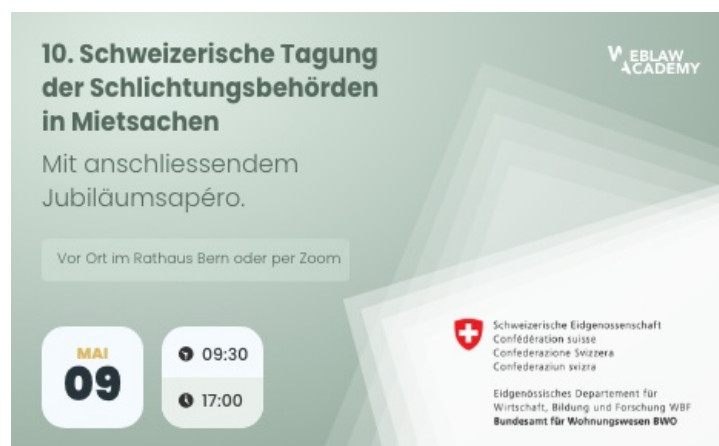 10. Schweizerische Tagung
der Schlichtungsbehörden
in Mietsachen
WEBLAW
ACADEMY
Mit anschliessendem
Jubiläumsapéro.
Vor Ort im Rathaus Bern oder per Zoom
MAI
09
09:30
17:00
Schweizerische Eidgenossenschaft
Confédération suisse
Confederazione Svizzera
Confederaziun svizra
Eidgenössisches Departement für
Wirtschaft, Bildung und Forschung WBF
Bundesamt für Wohnungswesen BWO